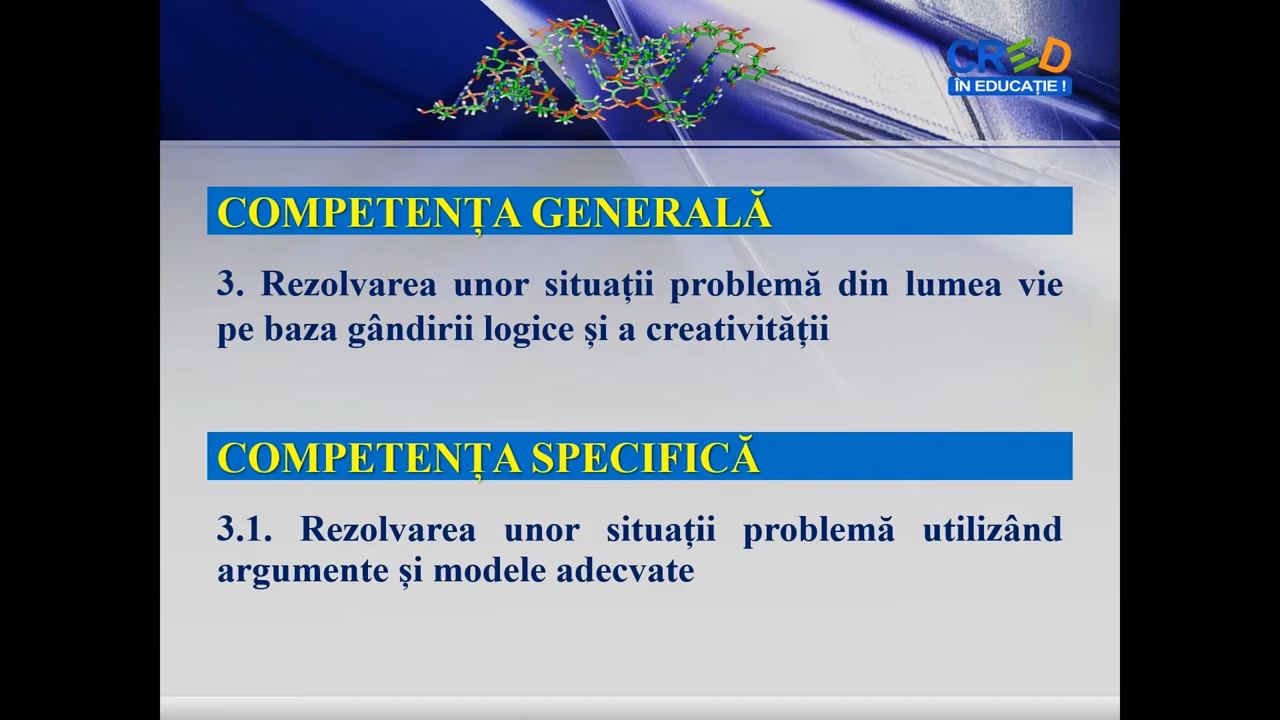 CRED
ÎN EDUCAȚIE !
COMPETENȚA GENERALĂ
3. Rezolvarea unor situații problemă din lumea vie
pe baza gândirii logice și a creativității
COMPETENȚA SPECIFICĂ
3.1. Rezolvarea unor situații problemă utilizând
argumente și modele adecvate